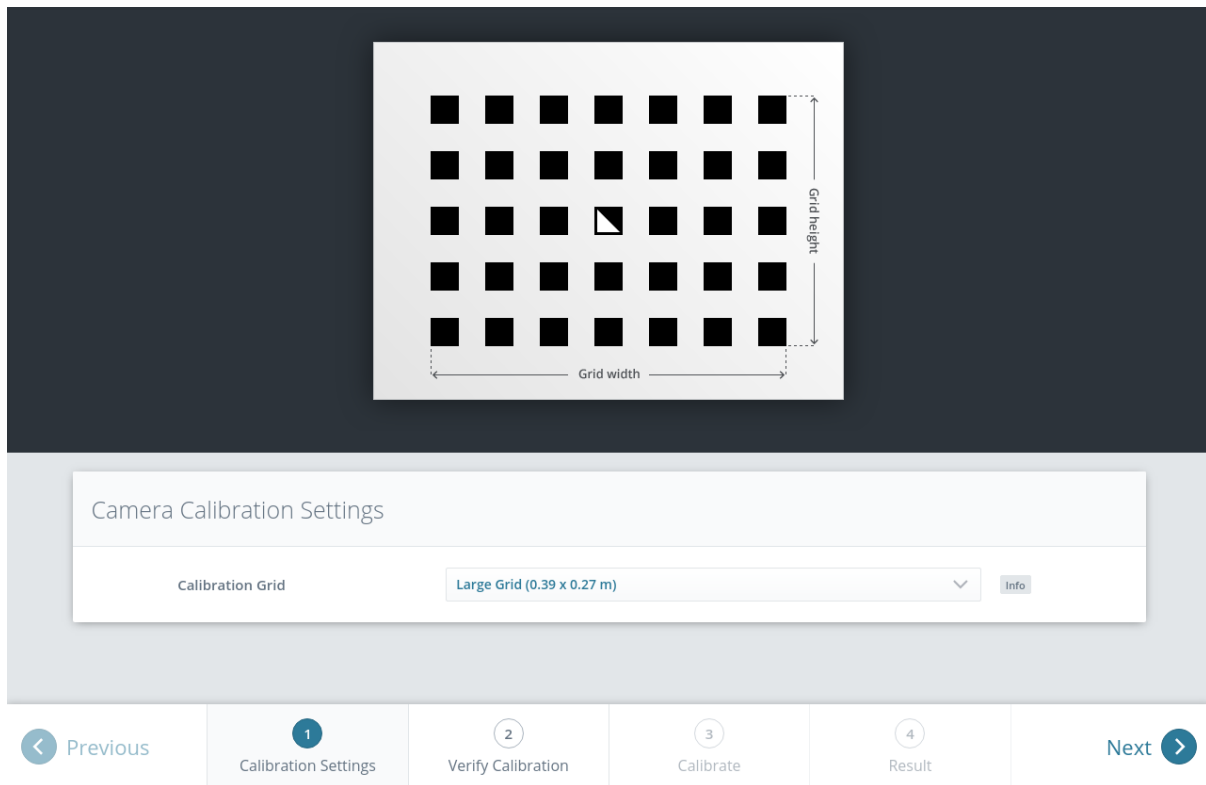 Grid height
Grid width
Camera Calibration Settings
Calibration Grid
Large Grid (0.39 x 0.27 m)
Info
Previous
1
Calibration Settings
2
Verify Calibration
3
Calibrate
4
Result
Next